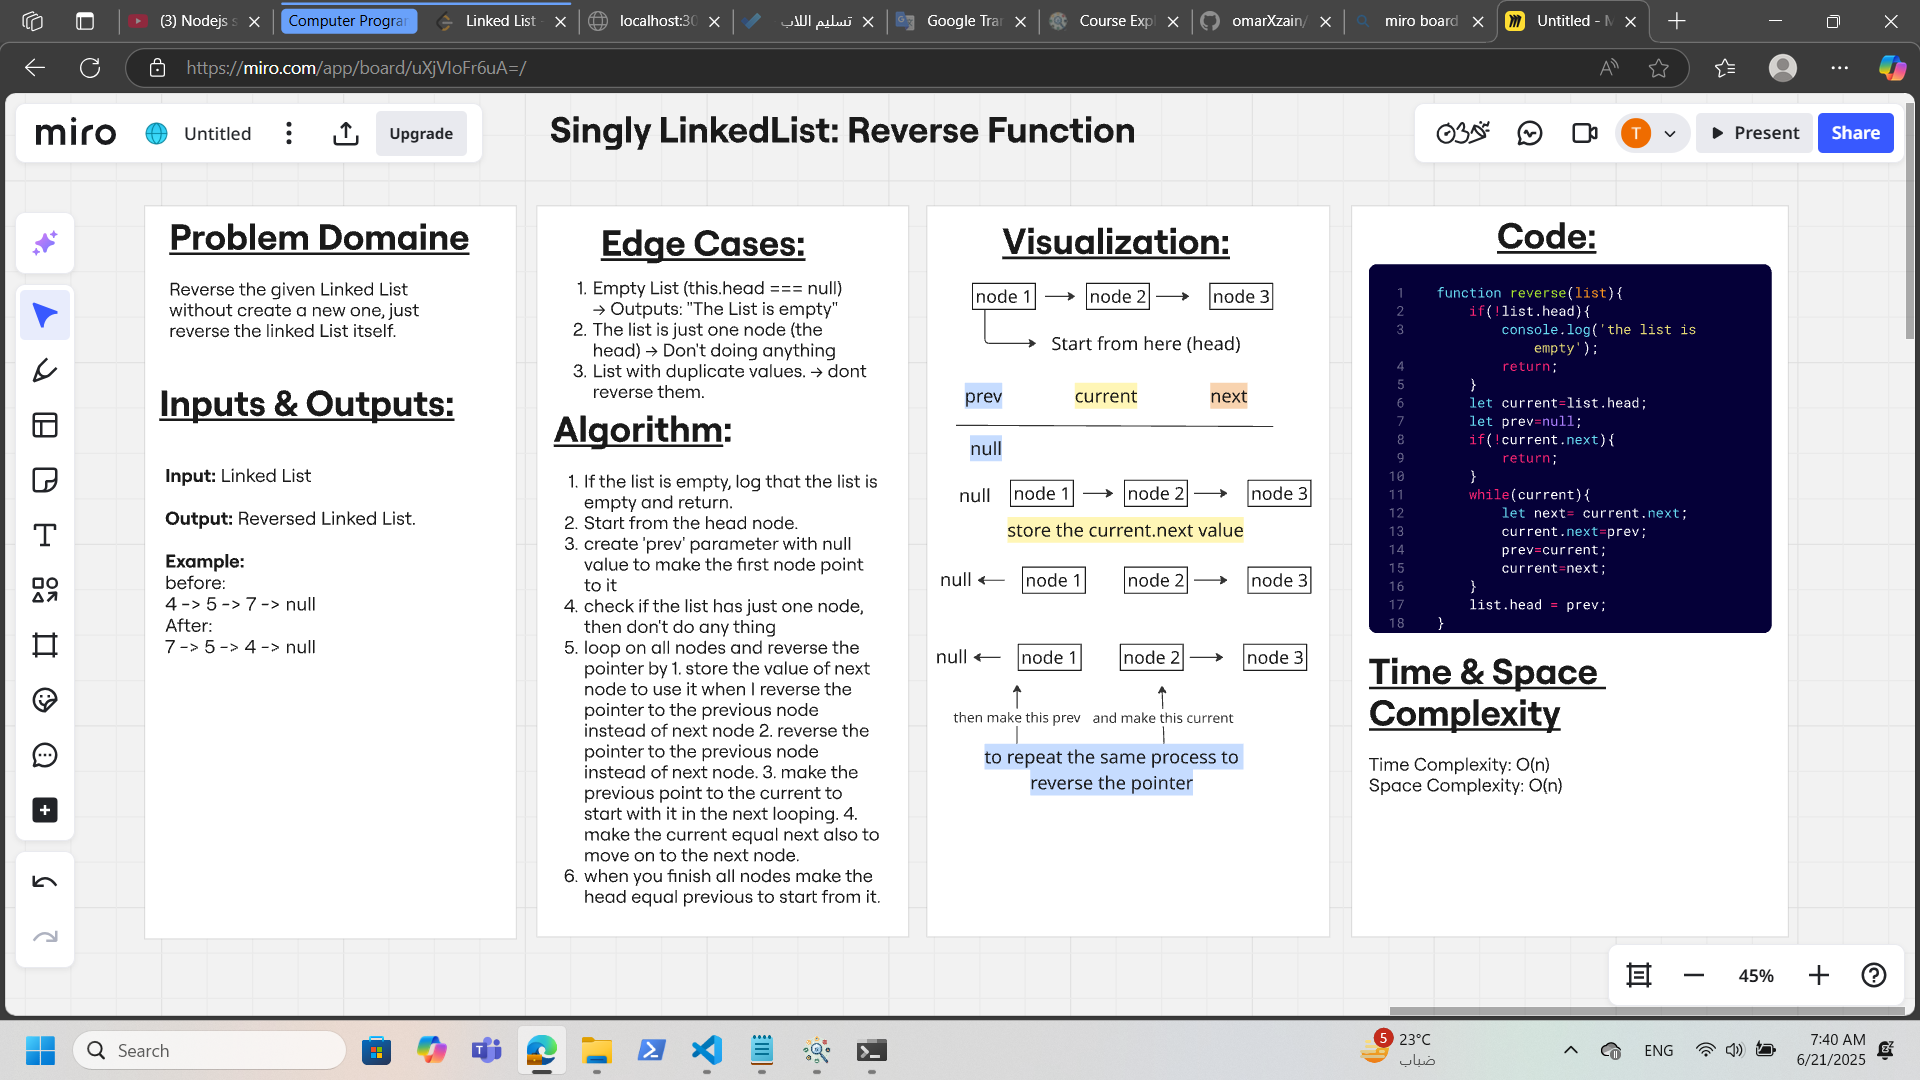 (3) Nodejs s
Computer Progra
Linked List -
localhost:30
تسليم اللاب
Google Tra
Course Expl
omarXzain/
miro board
Untitled - M
https://miro.com/app/board/uXjVIoFr6uA=/
miro
Untitled
Upgrade
Singly LinkedList: Reverse Function
T
Present
Share
Problem Domaine
Reverse the given Linked List
without create a new one, just
reverse the linked List itself.
Inputs & Outputs:
Input: Linked List
Output: Reversed Linked List.
Example:
before:
4 -> 5 -> 7 -> null
After:
7 -> 5 -> 4 -> null
Edge Cases:
1. Empty List (this.head === null)
→ Outputs: "The List is empty"
2. The list is just one node (the
head) → Don't doing anything
3. List with duplicate values. → dont
reverse them.
Algorithm:
1. If the list is empty, log that the list is
empty and return.
2. Start from the head node.
3. create 'prev' parameter with null
value to make the first node point
to it
4. check if the list has just one node,
then don't do any thing
5. loop on all nodes and reverse the
pointer by 1. store the value of next
node to use it when I reverse the
pointer to the previous node
instead of next node 2. reverse the
pointer to the previous node
instead of next node. 3. make the
previous point to the current to
start with it in the next looping. 4.
make the current equal next also to
move on to the next node.
6. when you finish all nodes make the
head equal previous to start from it.
Visualization:
node 1 node 2 node 3
Start from here (head)
prev current next
null
null node 1 node 2 node 3
store the current.next value
null node 1 node 2 node 3
null node 1 node 2 node 3
then make this prev and make this current
to repeat the same process to
reverse the pointer
Code:
1 function reverse(list){
2 if(!list.head){
3 console.log('the list is
empty');
4 return;
5 }
6 let current=list.head;
7 let prev=null;
8 if(!current.next){
9 return;
10 }
11 while(current){
12 let next= current.next;
13 current.next=prev;
14 prev=current;
15 current=next;
16 }
17 list.head = prev;
18 }
Time & Space
Complexity
Time Complexity: O(n)
Space Complexity: O(n)
45%
Search
5
23°C
ضباب
ENG
7:40 AM
6/21/2025